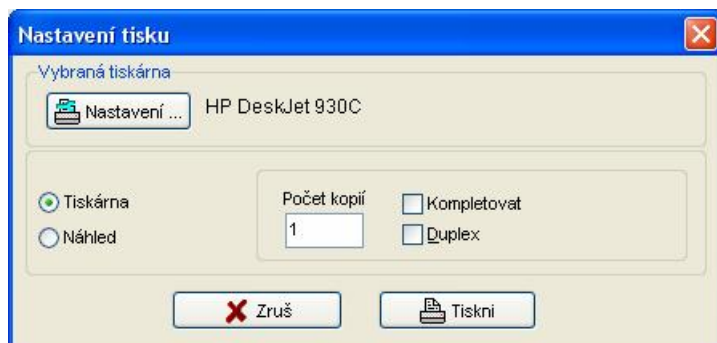 Nastavení tisku
Vybraná tiskárna
Nastavení ... HP DeskJet 930C
Tiskárna
Náhled
Počet kopií
1
Kompletovat
Duplex
Zruš
Tiskni